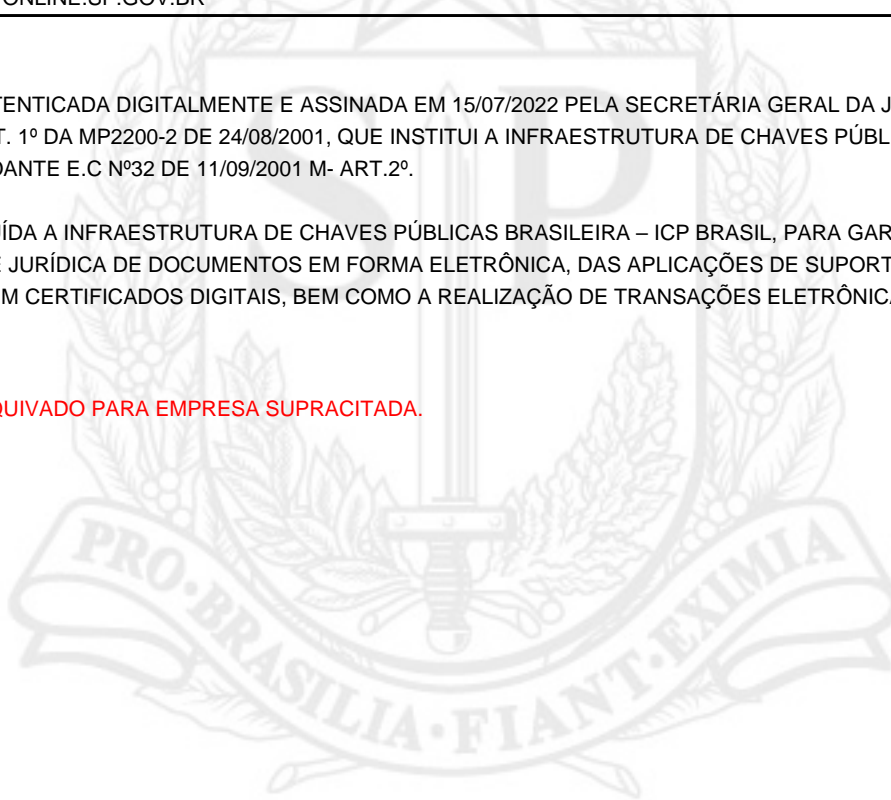 ONLINE.SP.GOV.BR
TENTICADA DIGITALMENTE E ASSINADA EM 15/07/2022 PELA SECRETÁRIA GERAL DA J
T. 1º DA MP2200-2 DE 24/08/2001, QUE INSTITUI A INFRAESTRUTURA DE CHAVES PÚBL
DANTE E.C Nº32 DE 11/09/2001 M- ART.2º.
ÍDA A INFRAESTRUTURA DE CHAVES PÚBLICAS BRASILEIRA – ICP BRASIL, PARA GAR
E JURÍDICA DE DOCUMENTOS EM FORMA ELETRÔNICA, DAS APLICAÇÕES DE SUPORT
M CERTIFICADOS DIGITAIS, BEM COMO A REALIZAÇÃO DE TRANSAÇÕES ELETRÔNICA
QUIVADO PARA EMPRESA SUPRACITADA.
SP
PRO·BRASILIA·FIANT·EXIMIA